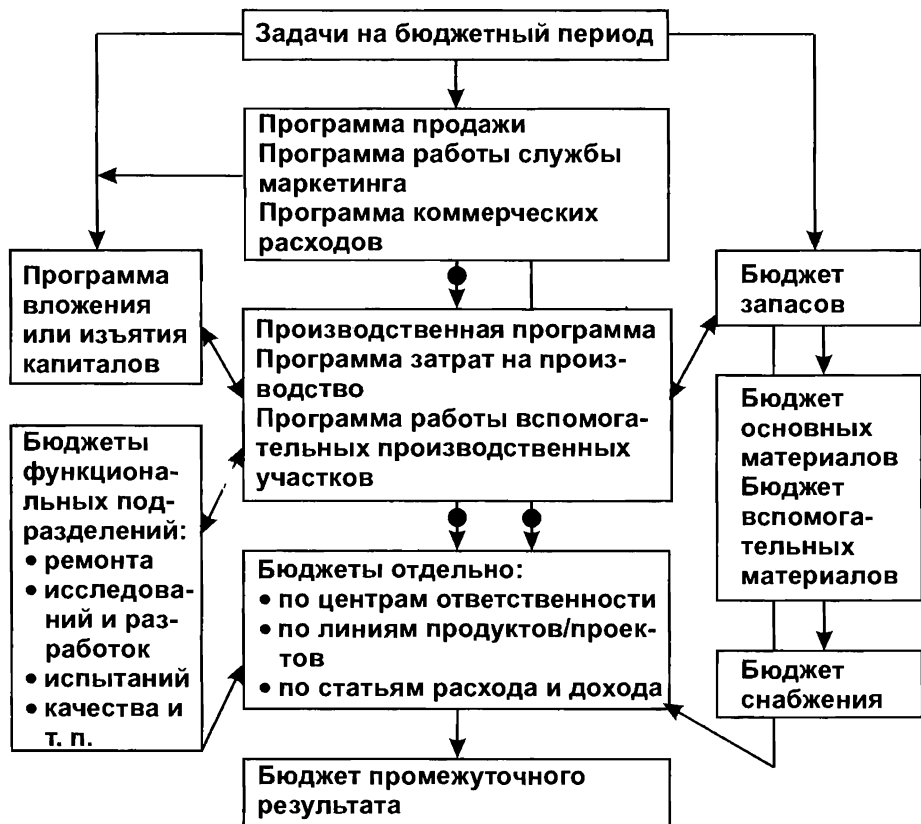 Задачи на бюджетный период
Программа продажи
Программа работы службы
маркетинга
Программа коммерческих
расходов
Программа
вложения
или изъятия
капиталов
Бюджет
запасов
Производственная программа
Программа затрат на произ-
водство
Программа работы вспомога-
тельных производственных
участков
Бюджет
основных
материалов
Бюджет
вспомога-
тельных
материалов
Бюджеты
функциона-
льных под-
разделений:
• ремонта
• исследова-
ний и раз-
работок
• испытаний
• качества и
т. п.
Бюджеты отдельно:
• по центрам ответственности
• по линиям продуктов/проек-
тов
• по статьям расхода и дохода
Бюджет
снабжения
Бюджет промежуточного
результата